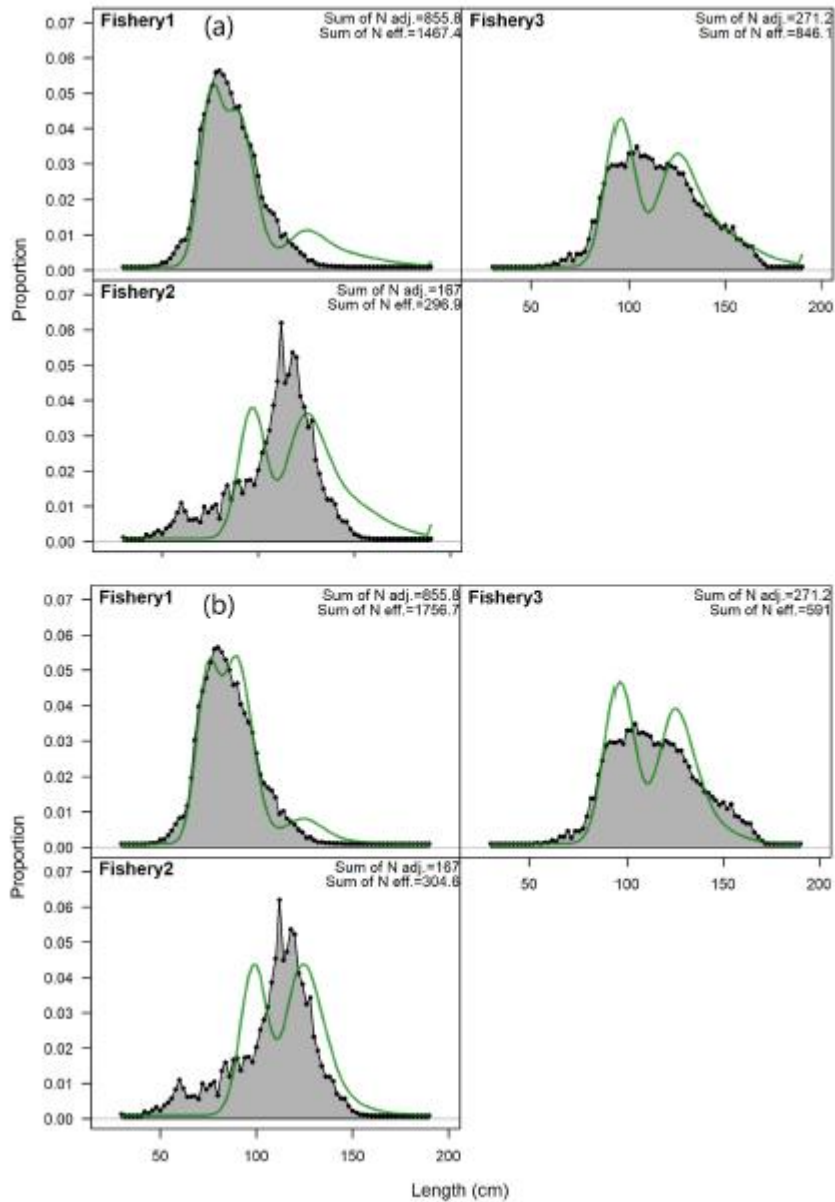 Fishery1
(a)
Sum of N adj.=855.8
Sum of N eff.=1467.4
Fishery3
Sum of N adj.=271.2
Sum of N eff.=846.1
0.07
0.06
0.05
0.04
0.03
0.02
0.01
0.00
50
100
150
200
Proportion
Fishery2
Sum of N adj.=167
Sum of N eff.=296.9
0.07
0.06
0.05
0.04
0.03
0.02
0.01
0.00
Fishery1
(b)
Sum of N adj.=855.8
Sum of N eff.=1756.7
Fishery3
Sum of N adj.=271.2
Sum of N eff.=591
0.07
0.06
0.05
0.04
0.03
0.02
0.01
0.00
50
100
150
200
Proportion
Fishery2
Sum of N adj.=167
Sum of N eff.=304.6
0.07
0.06
0.05
0.04
0.03
0.02
0.01
0.00
50
100
150
200
Length (cm)